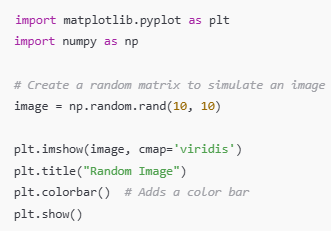 import matplotlib.pyplot as plt
import numpy as np
# Create a random matrix to simulate an image
image = np.random.rand(10, 10)
plt.imshow(image, cmap='viridis')
plt.title("Random Image")
plt.colorbar()  # Adds a color bar
plt.show()